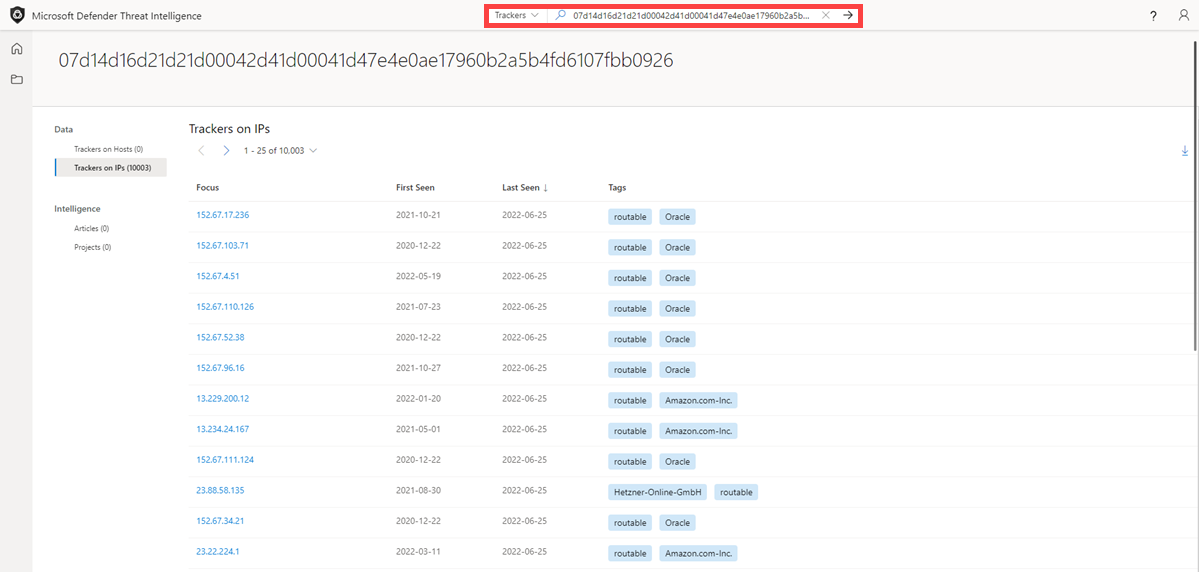 Microsoft Defender Threat Intelligence
Trackers 07d14d16d21d21d00042d41d00041d47e4e0ae17960b2a5b... ?
07d14d16d21d21d00042d41d00041d47e4e0ae17960b2a5b4fd6107fbb0926
Data
Trackers on Hosts (0)
Trackers on IPs (10003)
Intelligence
Articles (0)
Projects (0)
Trackers on IPs
1 - 25 of 10,003
Focus First Seen Last Seen ↓ Tags
152.67.17.236 2021-10-21 2022-06-25 routable Oracle
152.67.103.71 2020-12-22 2022-06-25 routable Oracle
152.67.4.51 2022-05-19 2022-06-25 routable Oracle
152.67.110.126 2021-07-23 2022-06-25 routable Oracle
152.67.52.38 2020-12-22 2022-06-25 routable Oracle
152.67.96.16 2021-10-27 2022-06-25 routable Oracle
13.229.200.12 2022-01-20 2022-06-25 routable Amazon.com-Inc.
13.234.24.167 2021-05-01 2022-06-25 routable Amazon.com-Inc.
152.67.111.124 2020-12-22 2022-06-25 routable Oracle
23.88.58.135 2021-08-30 2022-06-25 Hetzner-Online-GmbH routable
152.67.34.21 2020-12-22 2022-06-25 routable Oracle
23.22.224.1 2022-03-11 2022-06-25 routable Amazon.com-Inc.